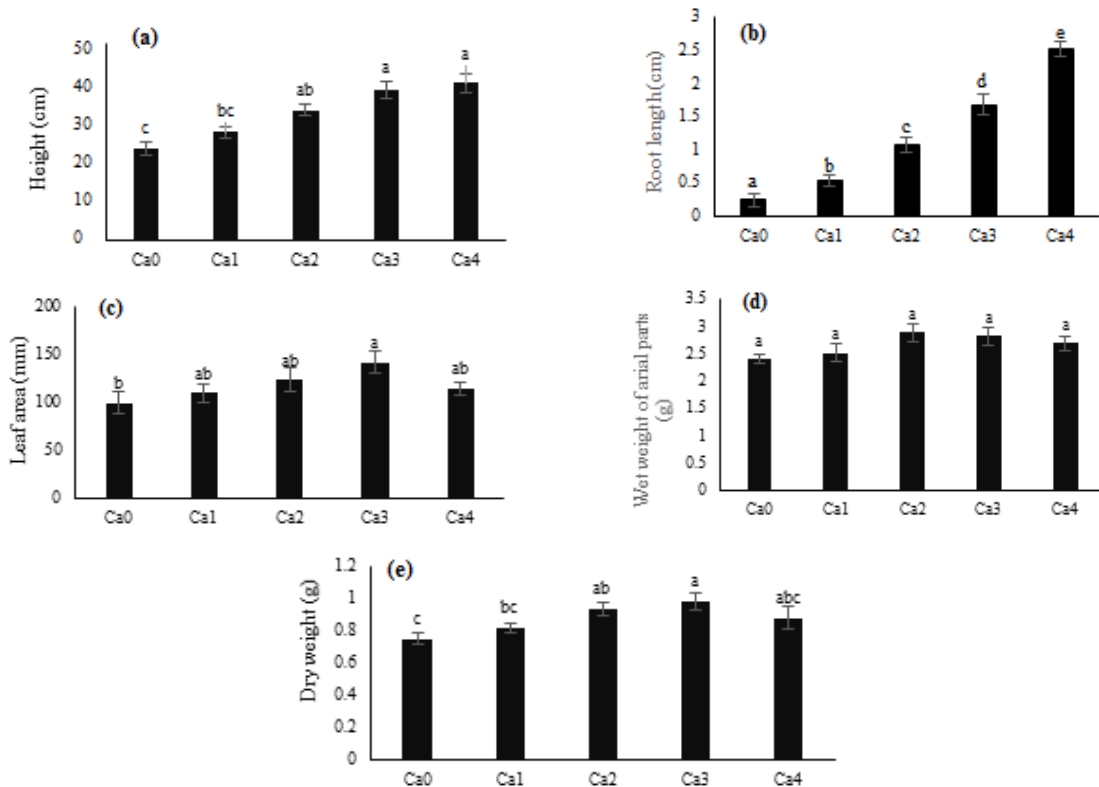 (a)
Height (cm)
50
40
30
20
10
0
c
bc
ab
a
a
Ca0 Ca1 Ca2 Ca3 Ca4
(b)
Root length(cm)
3
2.5
2
1.5
1
0.5
0
a
b
c
d
e
Ca0 Ca1 Ca2 Ca3 Ca4
(c)
Leaf area(mm)
200
150
100
50
0
b
ab
ab
a
ab
Ca0 Ca1 Ca2 Ca3 Ca4
(d)
Wet weight of arial parts
(g)
3.5
3
2.5
2
1.5
1
0.5
0
a
a
a
a
a
Ca0 Ca1 Ca2 Ca3 Ca4
(e)
Dry weight (g)
1.2
1
0.8
0.6
0.4
0.2
0
c
bc
ab
a
abc
Ca0 Ca1 Ca2 Ca3 Ca4